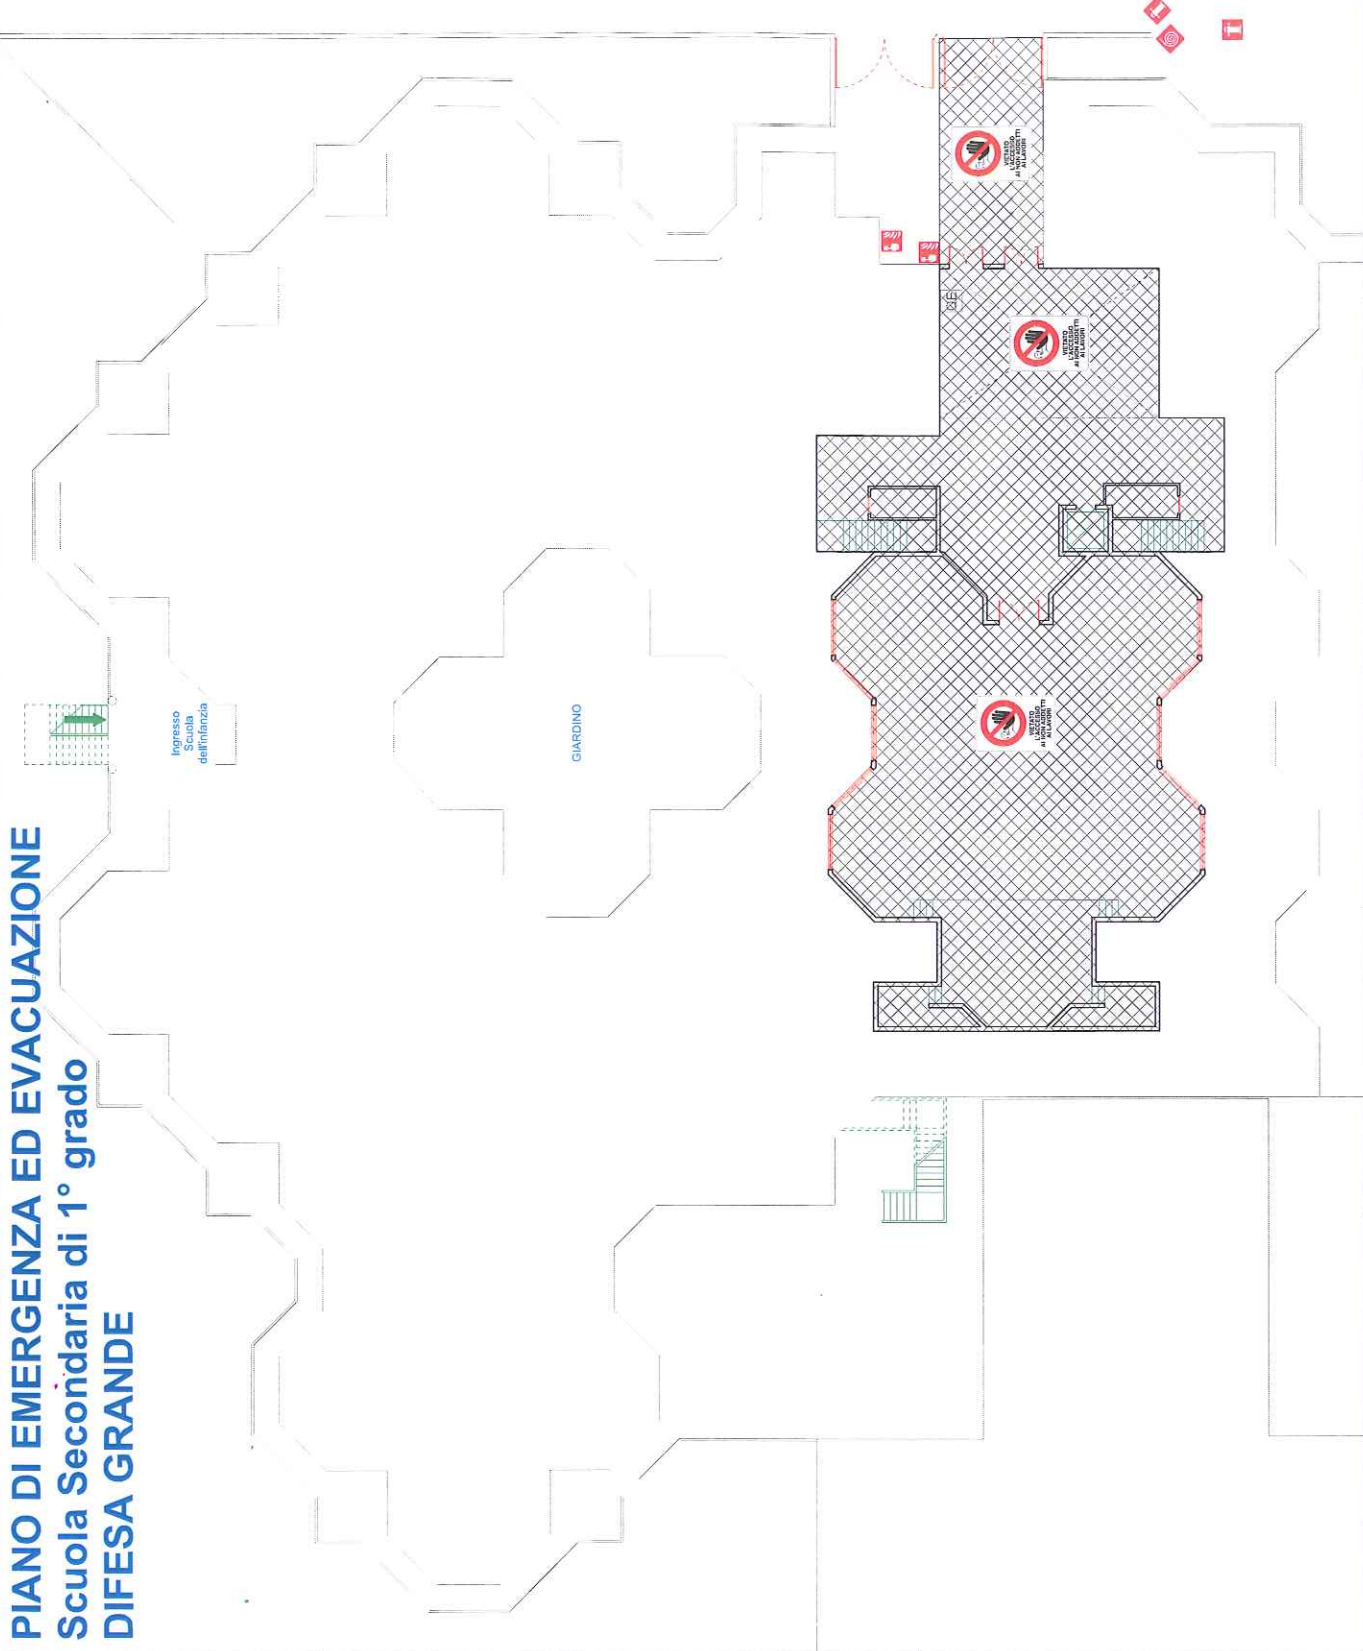 PIANO DI EMERGENZA ED EVACUAZIONE
Scuola Secondaria di 1° grado
DIFESA GRANDE
Ingresso
Scuola
dell'infanzia
GIARDINO
VIETATO
L'ACCESSO
AI NON ADDETTI
AI LAVORI
QE
VIETATO
L'ACCESSO
AI NON ADDETTI
AI LAVORI
VIETATO
L'ACCESSO
AI NON ADDETTI
AI LAVORI